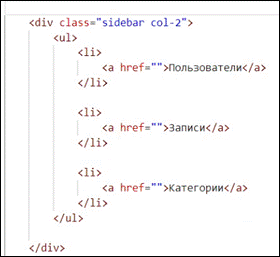 <div class="sidebar col-2">
<ul>
<li>
<a href="">Пользователи</a>
</li>
<li>
<a href="">Записи</a>
</li>
<li>
<a href="">Категории</a>
</li>
</ul>
</div>